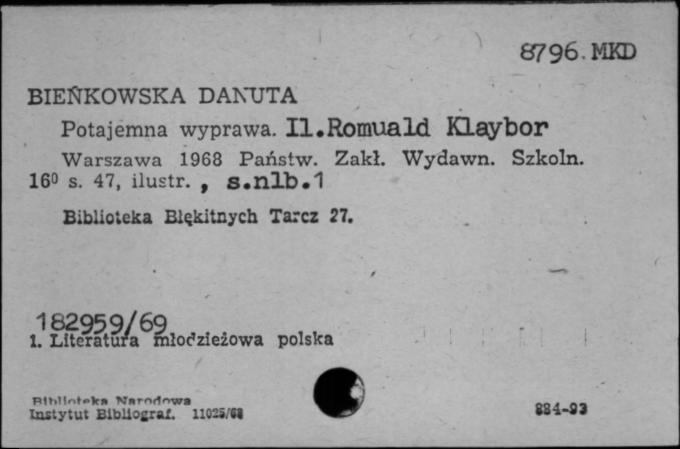 8796.MKD
BIEŃKOWSKA DANUTA
Potajemna wyprawa. Il.Romuald Klaybor
Warszawa 1968 Państw. Zakł. Wydawn. Szkoln.
16⁰ s. 47, ilustr. , s.nlb.1
Biblioteka Błękitnych Tarcz 27.
182959/69
1. Literatura młodzieżowa polska
Biblioteka Narodowa
Instytut Bibliograf. 11025/68
884-93